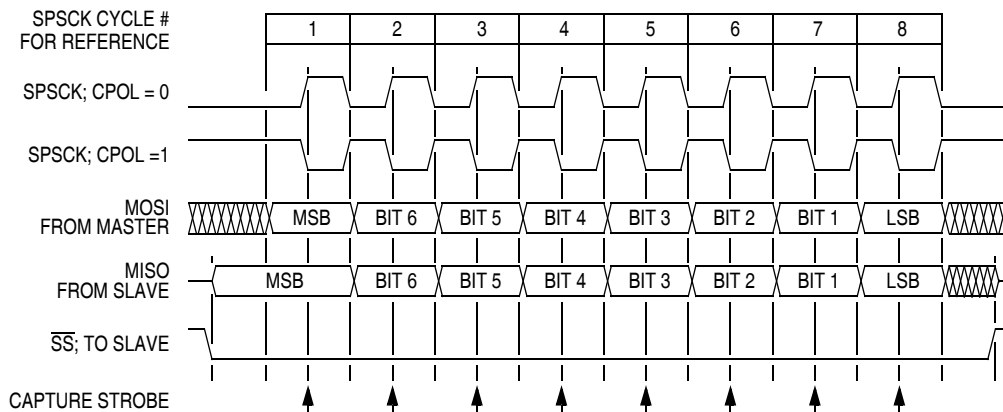 SPSCK CYCLE #
FOR REFERENCE
1 2 3 4 5 6 7 8
SPSCK; CPOL = 0
SPSCK; CPOL =1
MOSI
FROM MASTER
MSB BIT 6 BIT 5 BIT 4 BIT 3 BIT 2 BIT 1 LSB
MISO
FROM SLAVE
MSB BIT 6 BIT 5 BIT 4 BIT 3 BIT 2 BIT 1 LSB
SS; TO SLAVE
CAPTURE STROBE